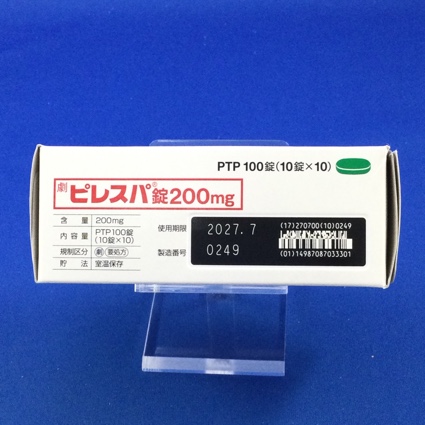 PTP 100錠(10錠×10)
劇 ピレスパ®錠200mg
含量 200mg
内容量 PTP100錠
(10錠×10)
規制区分 劇 要処方
貯法 室温保存
使用期限 2027.7
製造番号 0249
(17)270700(10)0249
(01)14987087033301